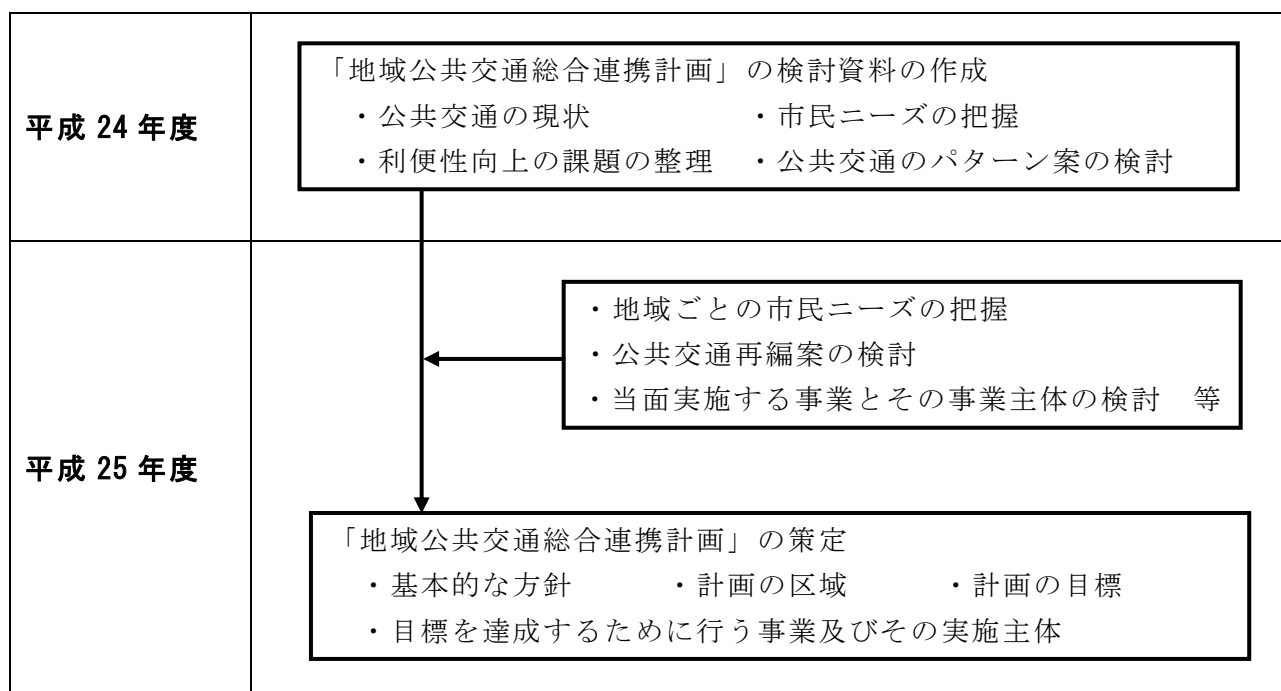 平成 24 年度
「地域公共交通総合連携計画」の検討資料の作成
・公共交通の現状 ・市民ニーズの把握
・利便性向上の課題の整理 ・公共交通のパターン案の検討
平成 25 年度
・地域ごとの市民ニーズの把握
・公共交通再編案の検討
・当面実施する事業とその事業主体の検討 等
「地域公共交通総合連携計画」の策定
・基本的な方針 ・計画の区域 ・計画の目標
・目標を達成するために行う事業及びその実施主体